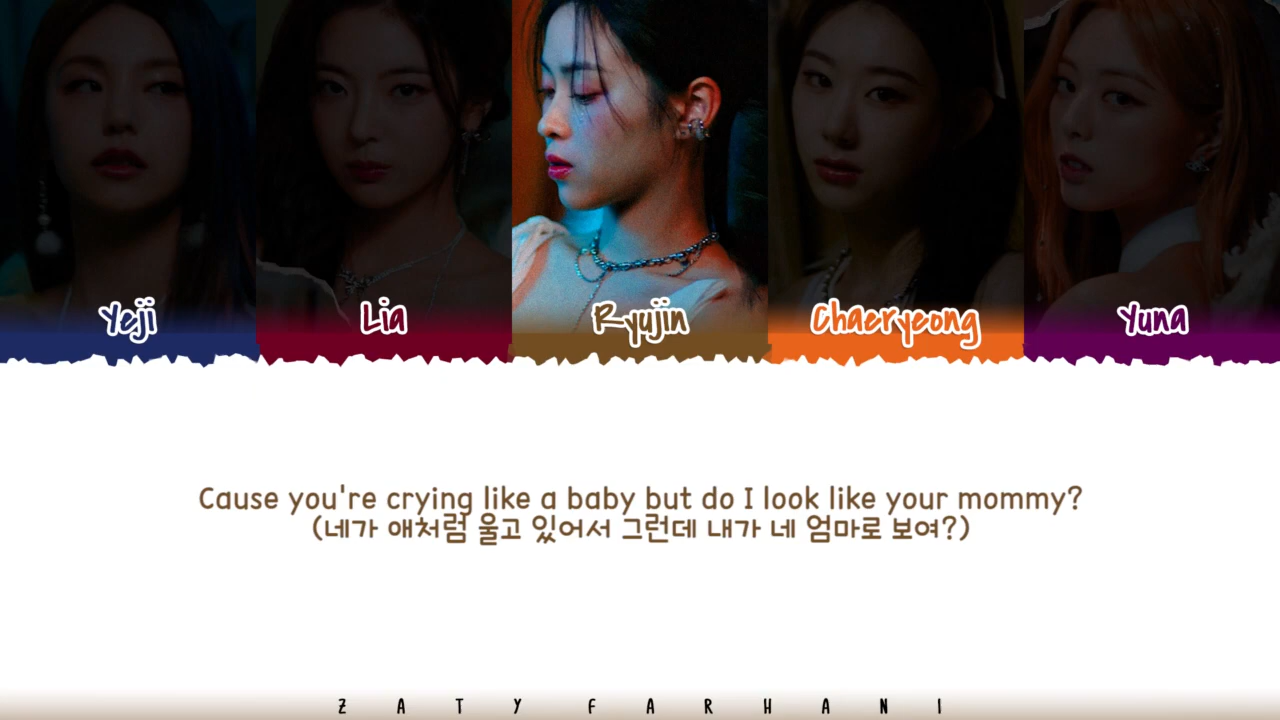 Yeji
Lia
Ryujin
Chaeryeong
Yuna
Cause you're crying like a baby but do I look like your mommy?
(네가 애처럼 울고 있어서 그런데 내가 네 엄마로 보여?)
ZATY FARHANI